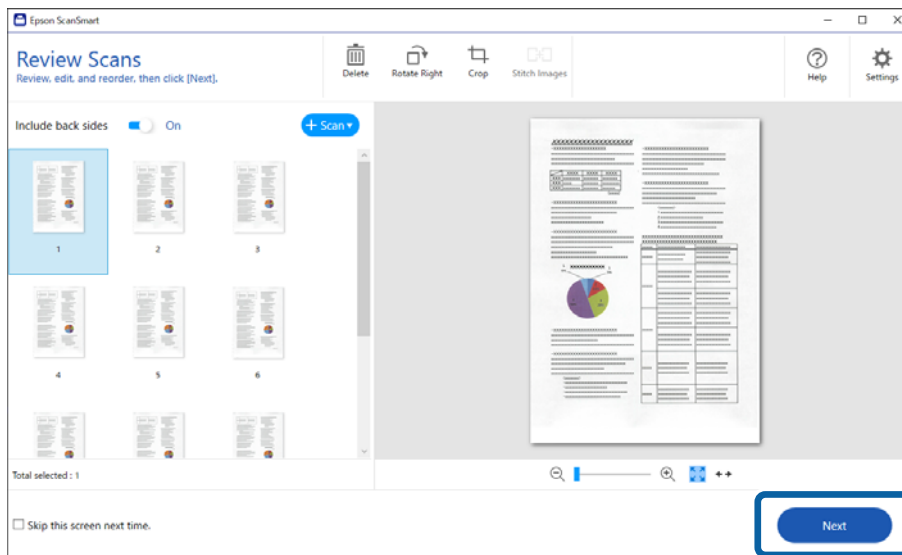 Epson ScanSmart
Review Scans
Review, edit, and reorder, then click [Next].
Delete
Rotate Right
Crop
Stitch Images
Help
Settings
Include back sides
On
+ Scan
1
2
3
4
5
6
Total selected : 1
Skip this screen next time.
Next